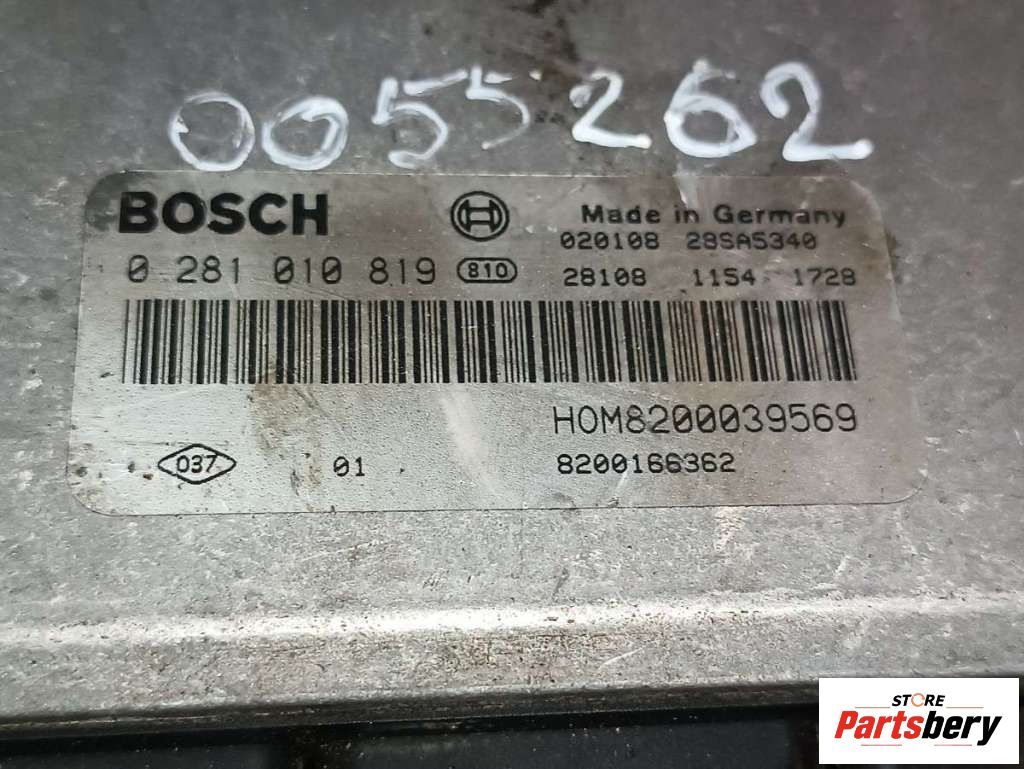 0055262
BOSCH
Made in Germany
020108 28SA5340
0 281 010 819 810
28108 1154 1728
HOM8200039569
037 01 8200166362
STORE
Partsbery